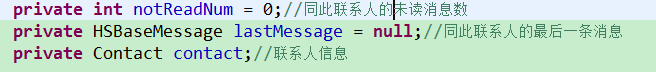 private int notReadNum = 0;//同此联系人的未读消息数
private HSBaseMessage lastMessage = null;//同此联系人的最后一条消息
private Contact contact;//联系人信息